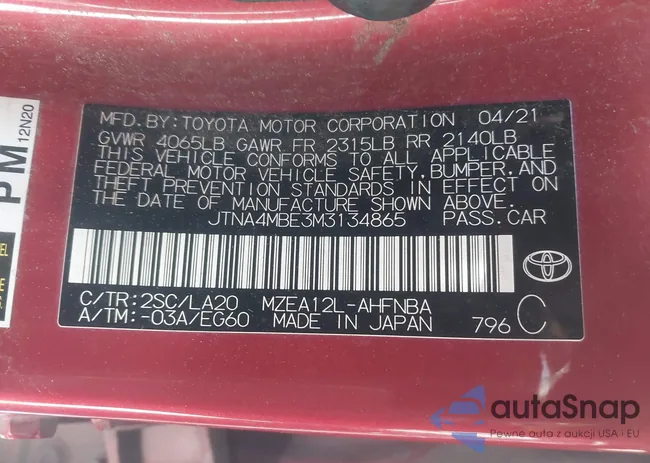 MFD. BY: TOYOTA MOTOR CORPORATION 04/21
GVWR 4065LB GAWR FR 2315LB RR 2140LB
THIS VEHICLE CONFORMS TO ALL APPLICABLE
FEDERAL MOTOR VEHICLE SAFETY, BUMPER, AND
THEFT PREVENTION STANDARDS IN EFFECT ON
THE DATE OF MANUFACTURE SHOWN ABOVE.
JTNA4MBE3M3134865 PASS.CAR
C/TR:2SC/LA20 MZEA12L-AHFNBA
A/TM:-03A/EG60 MADE IN JAPAN 796 C
PM
12N20
autaSnap
Pewne auto z aukcji USA i EU